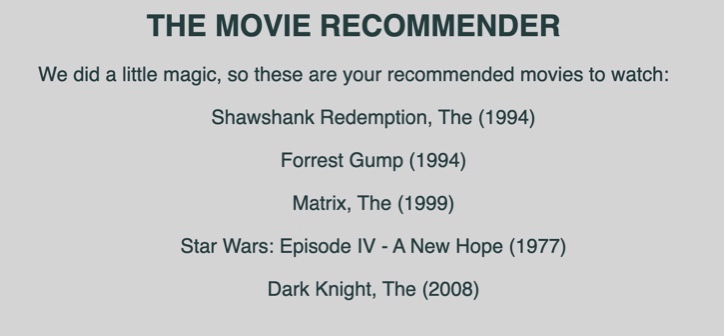 THE MOVIE RECOMMENDER
We did a little magic, so these are your recommended movies to watch:
Shawshank Redemption, The (1994)
Forrest Gump (1994)
Matrix, The (1999)
Star Wars: Episode IV - A New Hope (1977)
Dark Knight, The (2008)